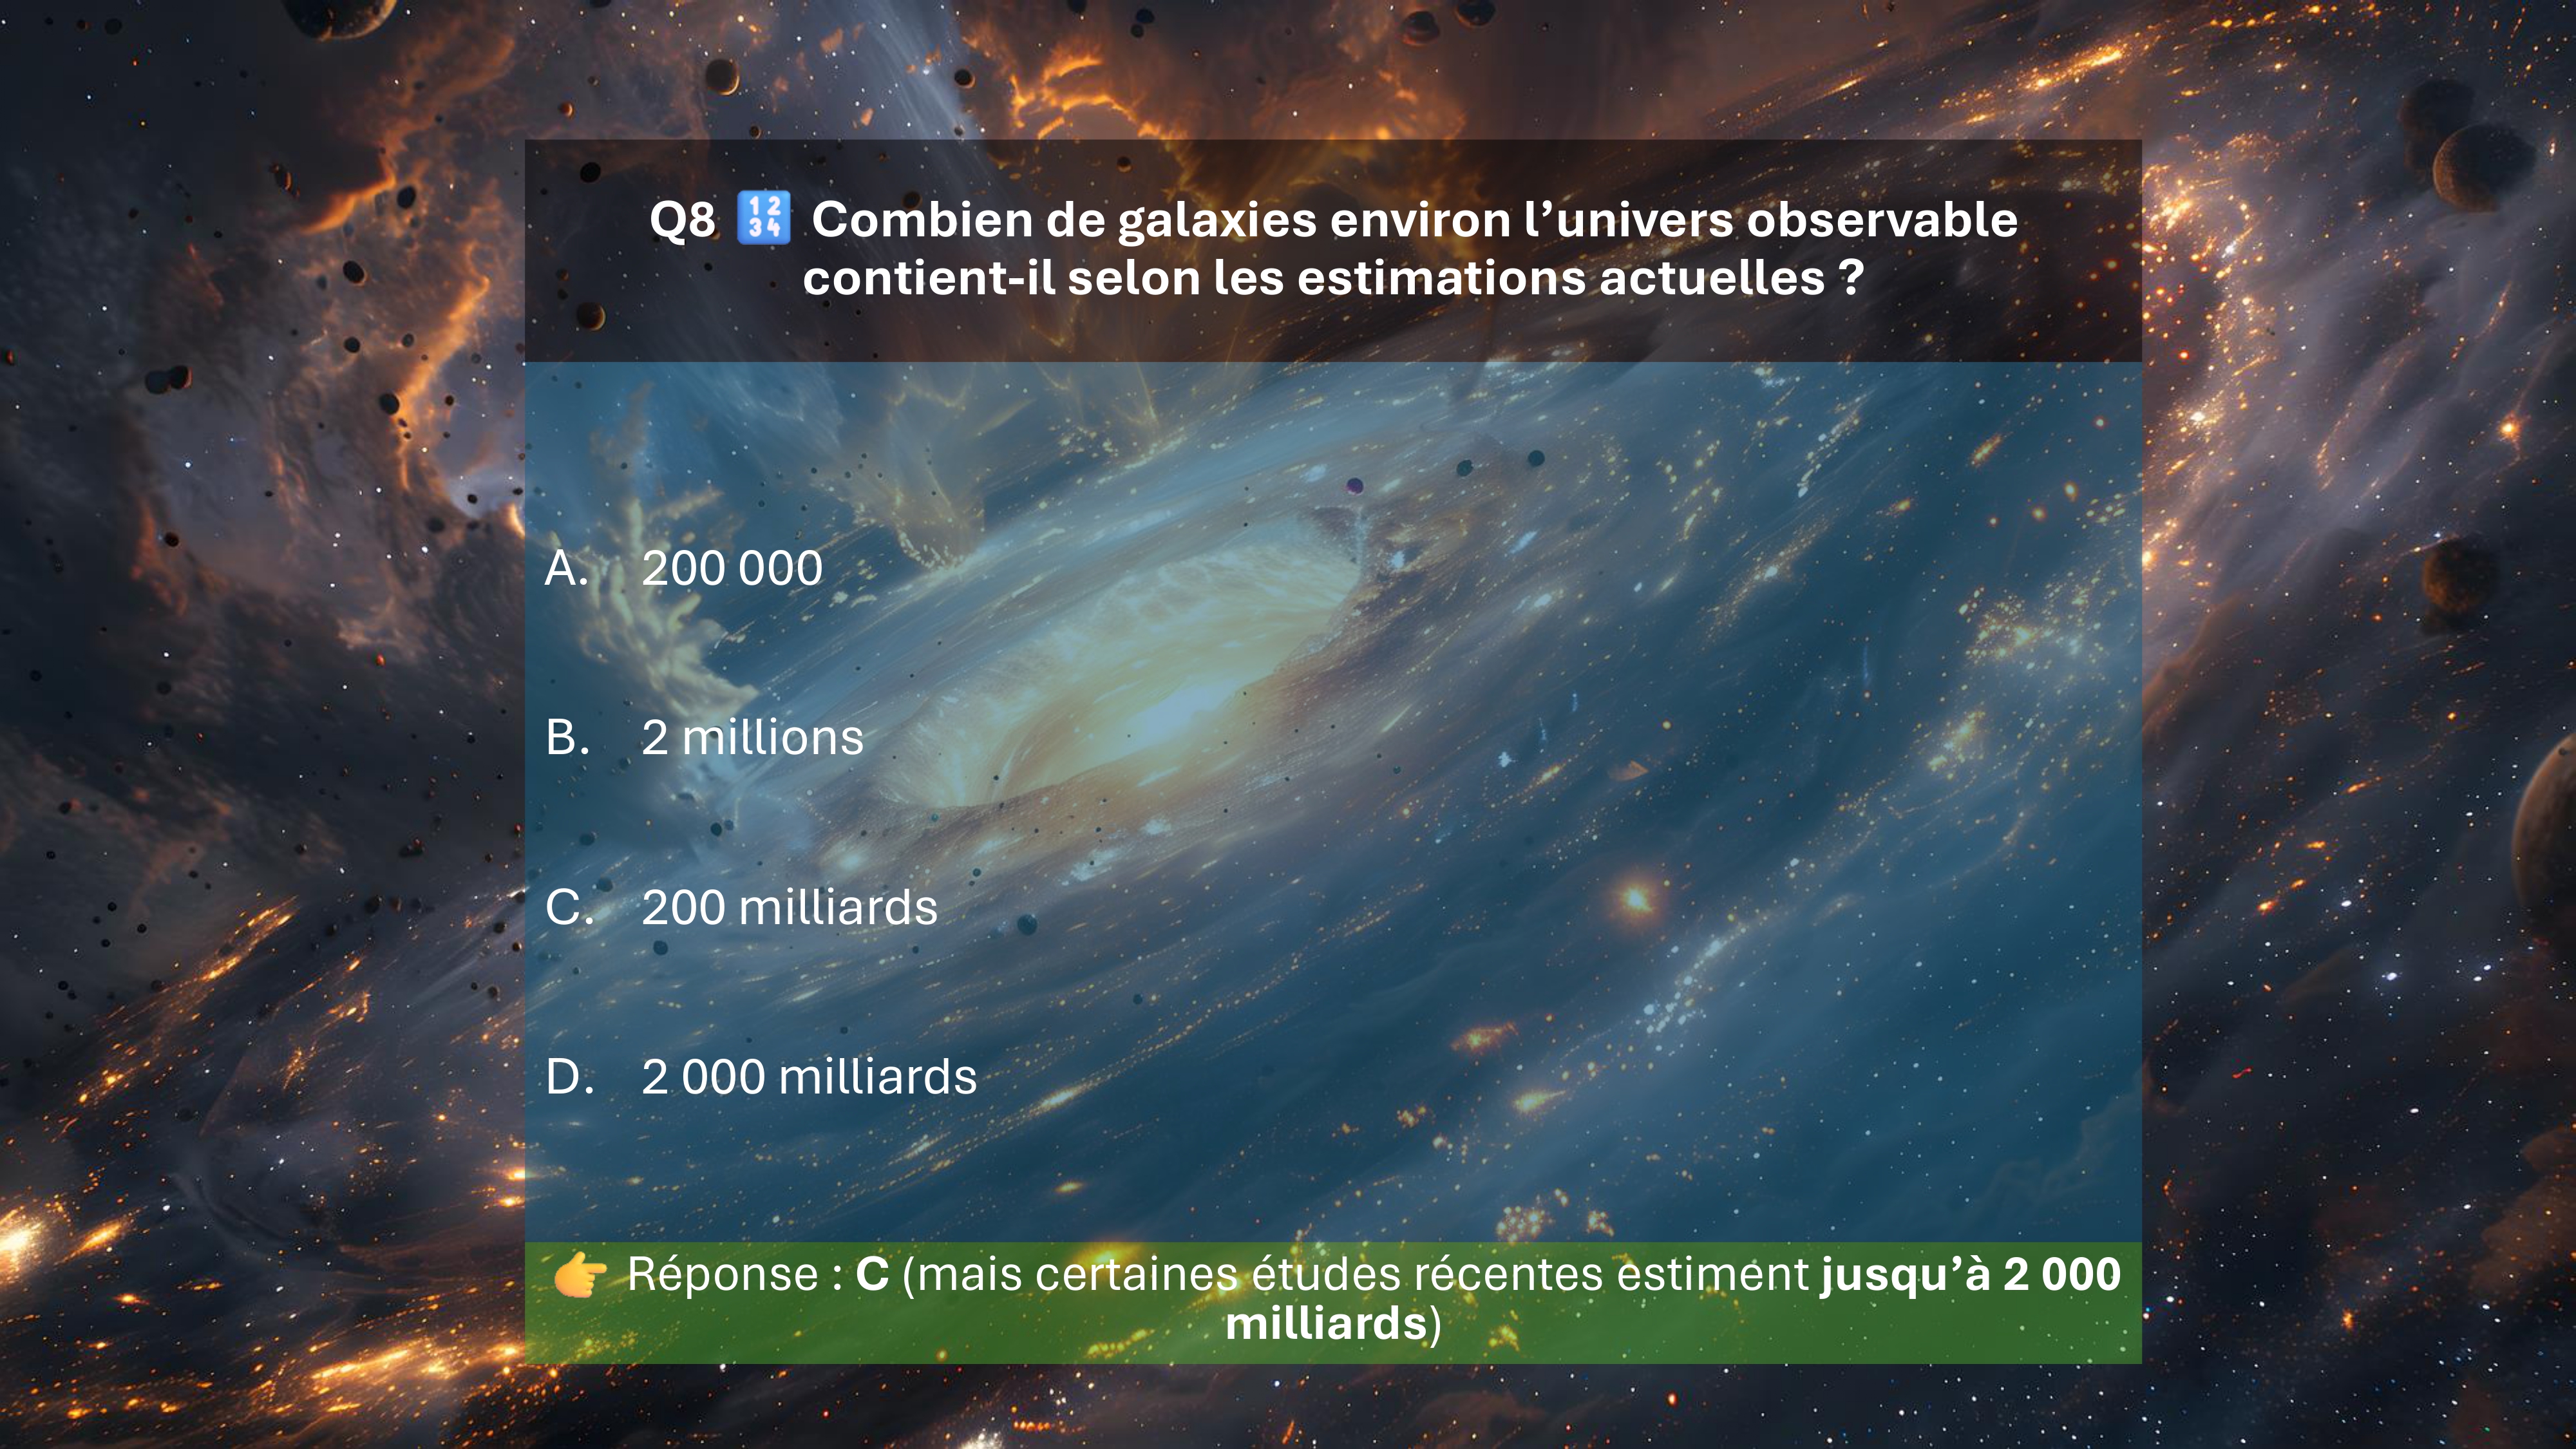 Q8 🔢 Combien de galaxies environ l’univers observable
contient-il selon les estimations actuelles ?
A. 200 000
B. 2 millions
C. 200 milliards
D. 2 000 milliards
👉 Réponse : C (mais certaines études récentes estiment jusqu’à 2 000
milliards)